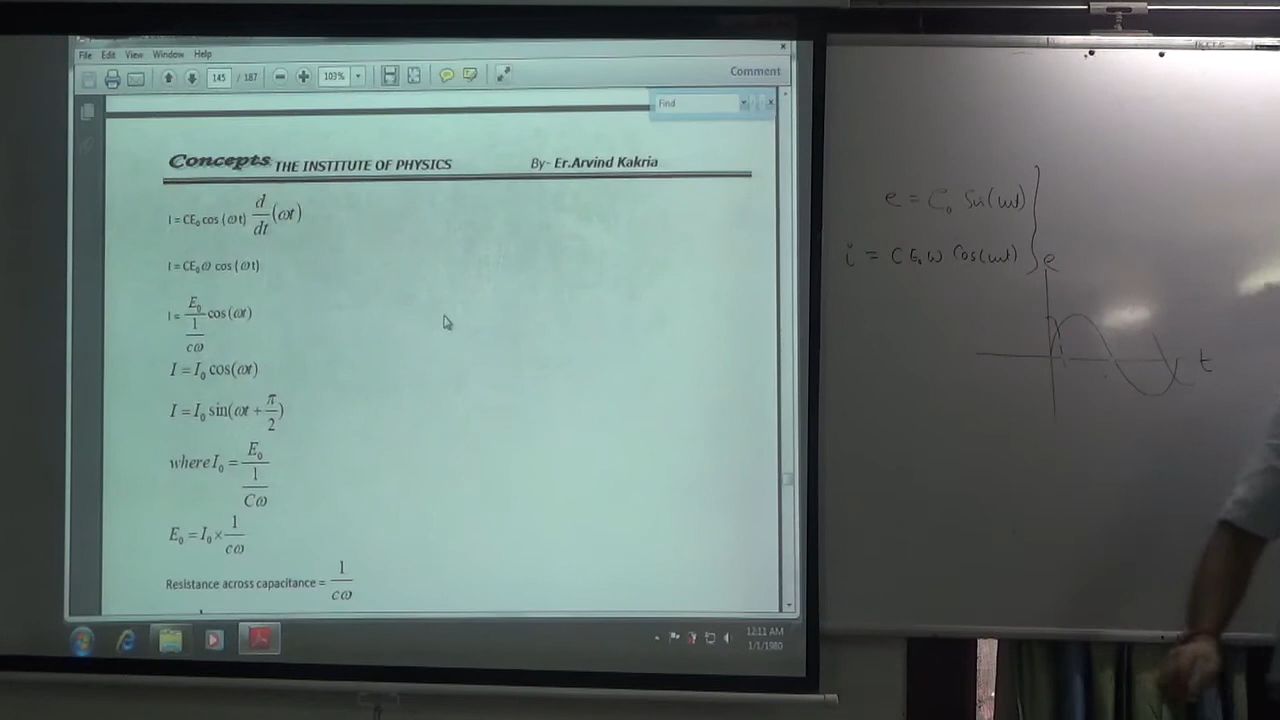 File Edit View Window Help
145 / 187 103% Comment
Find
Concepts THE INSTITUTE OF PHYSICS By- Er.Arvind Kakria
I = CE₀ cos (ωt) d/dt (ωt)
I = CE₀ω cos (ωt)
I = E₀/(1/cω) cos(ωt)
I = I₀ cos(ωt)
I = I₀ sin(ωt + π/2)
where I₀ = E₀/(1/Cω)
E₀ = I₀ × 1/cω
Resistance across capacitance = 1/cω
12:11 AM
1/1/1980
e = E₀ Sin(ωt)
i = C E₀ ω Cos(ωt)
e
t